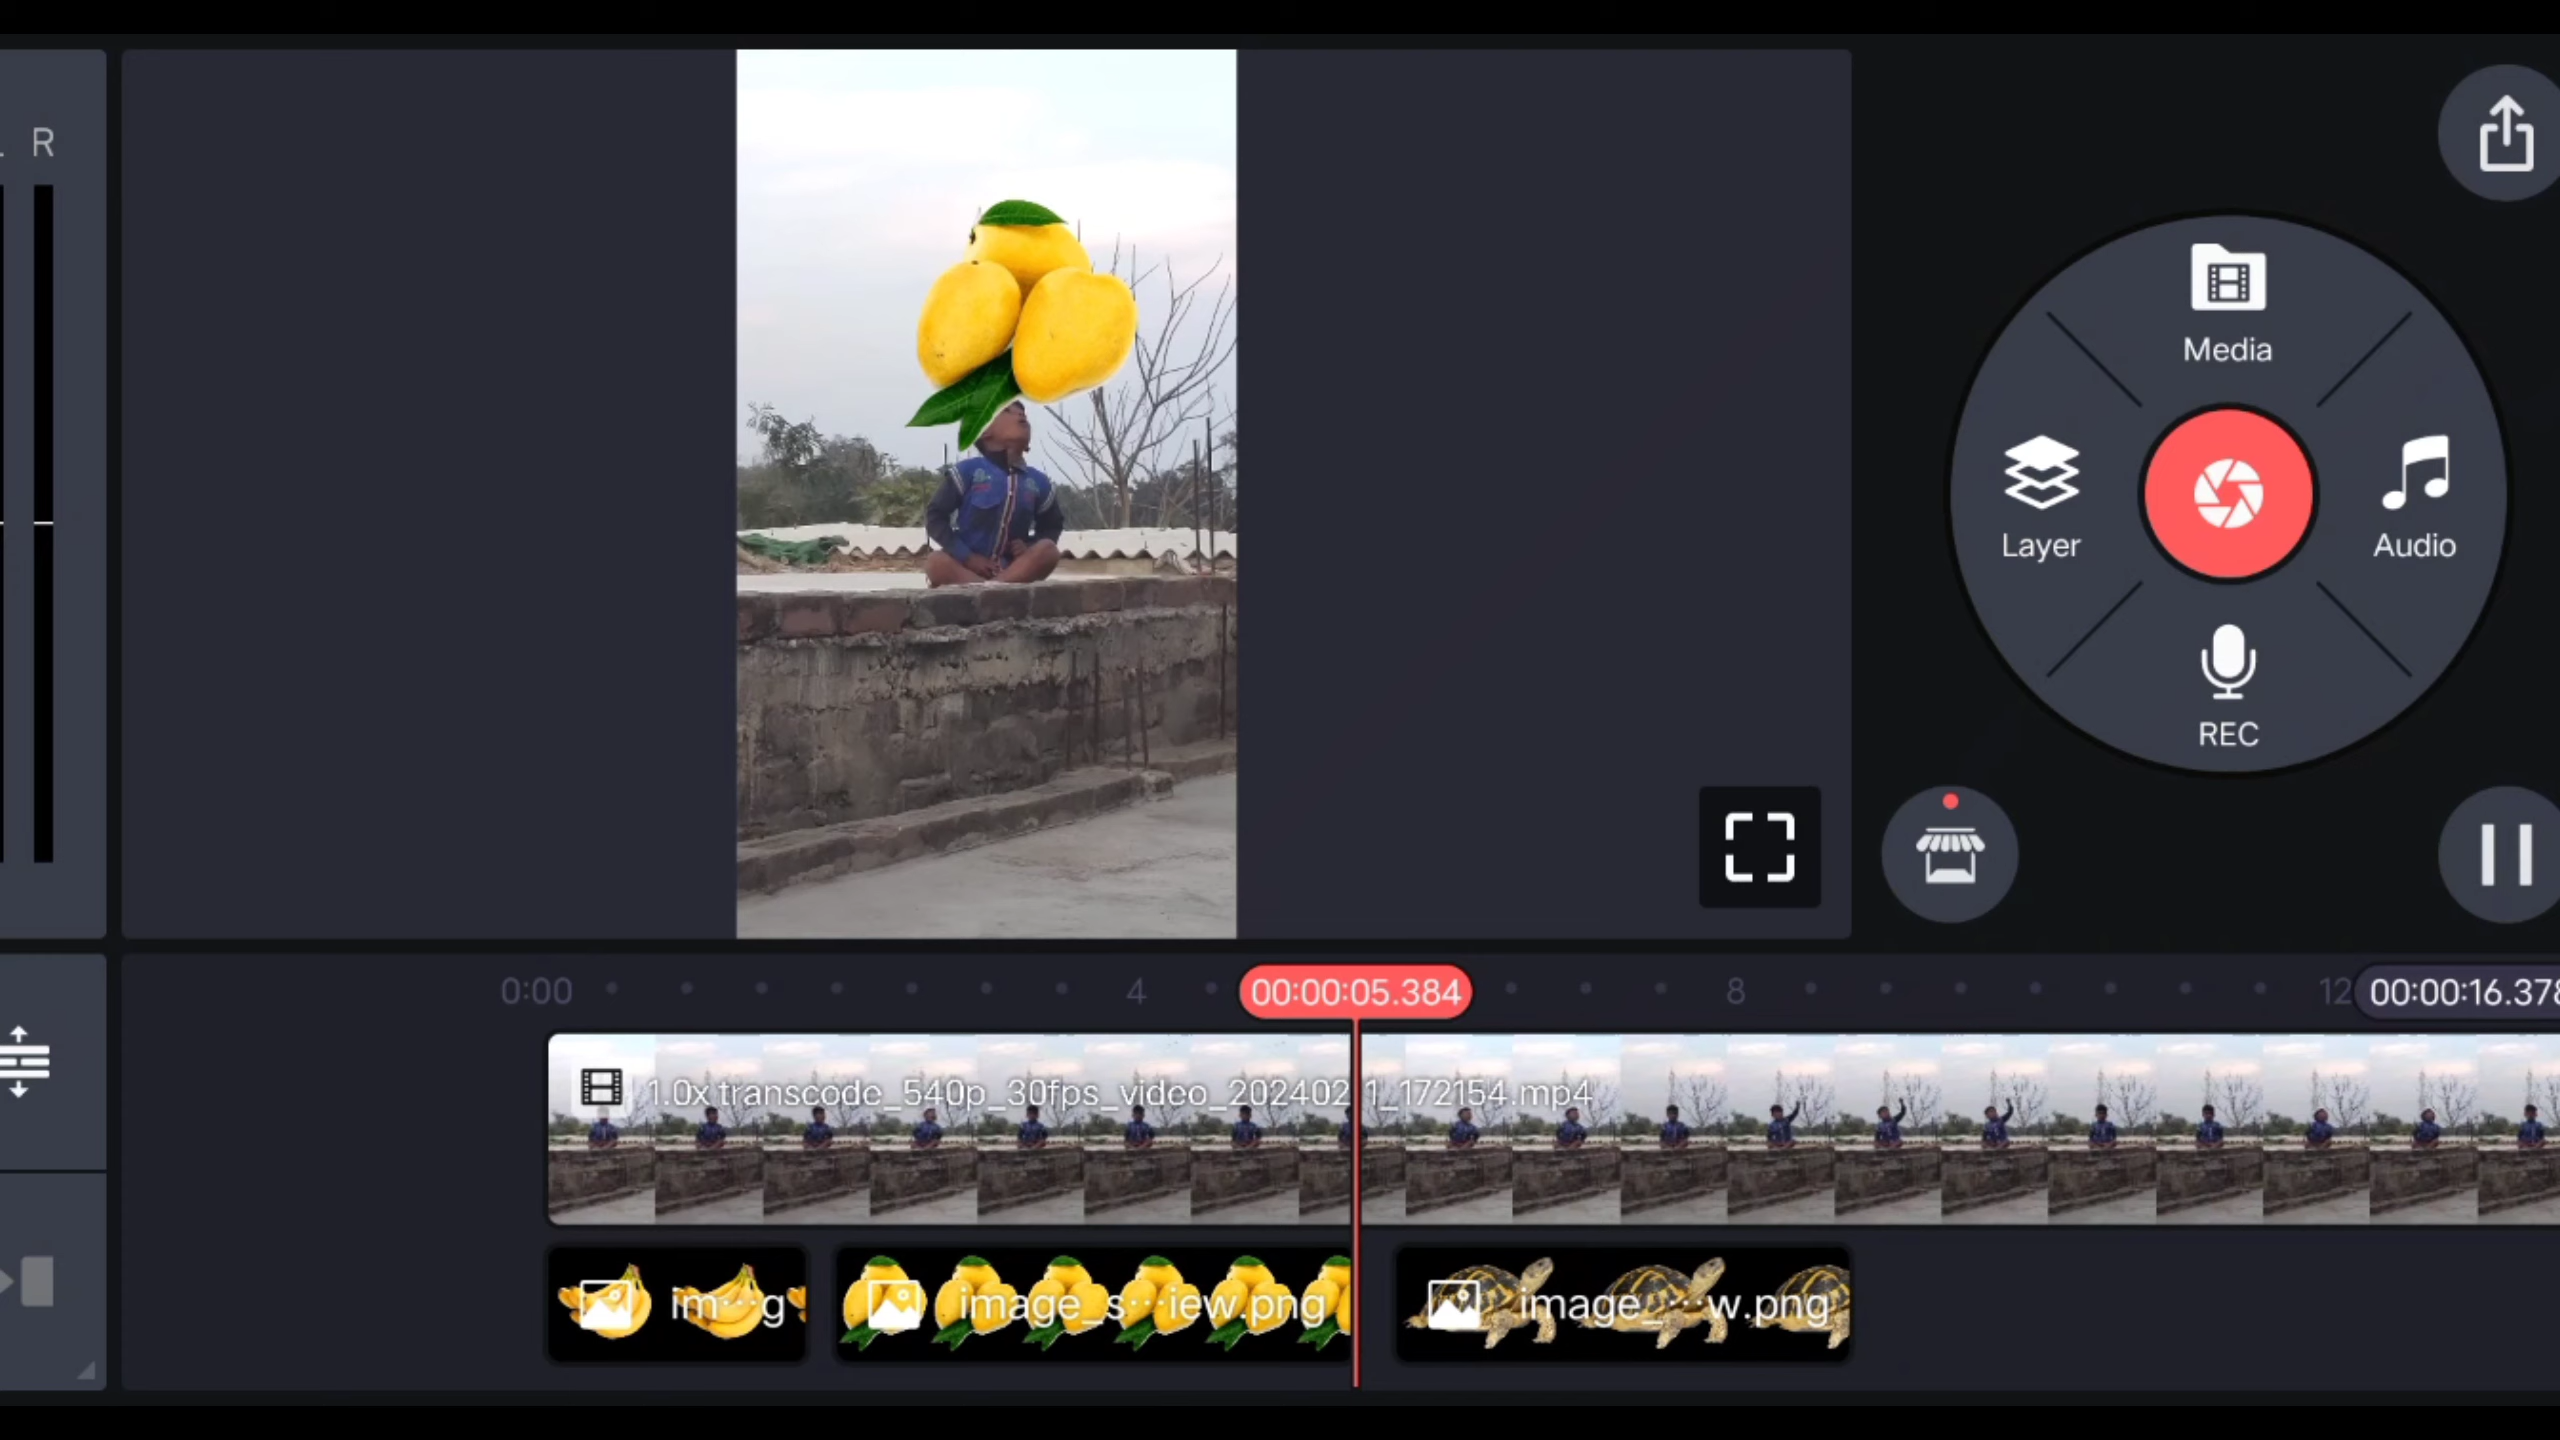 R
Media
Layer
Audio
REC
0:00 4 00:00:05.384 8 12 00:00:16.378
1.0x transcode_540p_30fps_video_2024021_172154.mp4
im...g image_s...iew.png image_...w.png